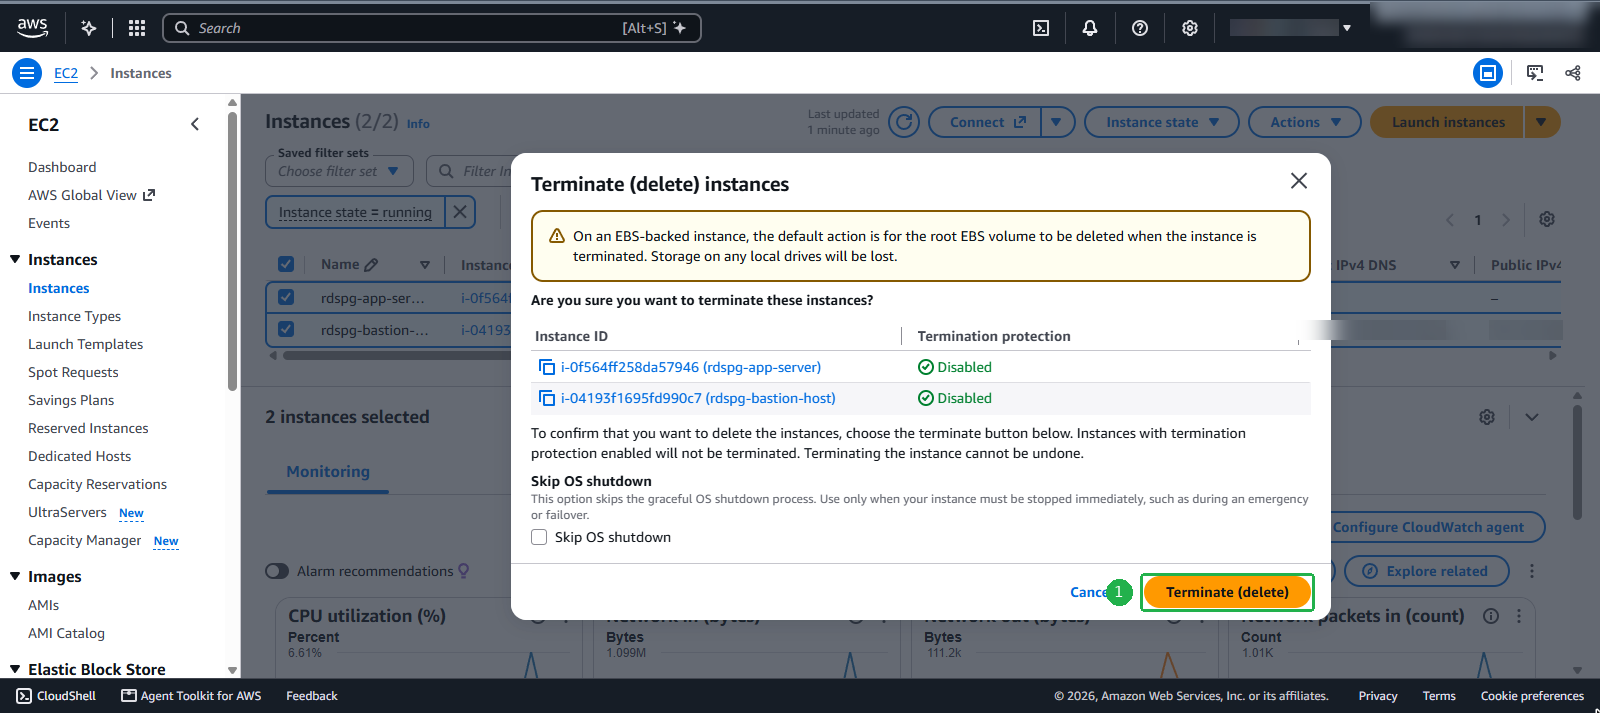 aws
Search [Alt+S]
EC2 > Instances
EC2
Dashboard
AWS Global View
Events
Instances
Instances
Instance Types
Launch Templates
Spot Requests
Savings Plans
Reserved Instances
Dedicated Hosts
Capacity Reservations
UltraServers New
Capacity Manager New
Images
AMIs
AMI Catalog
Elastic Block Store
Instances (2/2) Info
Last updated
1 minute ago
Connect
Instance state
Actions
Launch instances
Saved filter sets
Choose filter set
Filter In
Instance state = running
1
Name
Instanc
IPv4 DNS
Public IPv4
rdspg-app-ser... i-0f564f
–
rdspg-bastion-... i-04193
2 instances selected
Monitoring
Configure CloudWatch agent
Alarm recommendations
Explore related
CPU utilization (%)
Percent
6.61%
Bytes
1.099M
Bytes
111.2k
Network packets in (count)
Count
1.01K
Terminate (delete) instances
On an EBS-backed instance, the default action is for the root EBS volume to be deleted when the instance is
terminated. Storage on any local drives will be lost.
Are you sure you want to terminate these instances?
Instance ID Termination protection
i-0f564ff258da57946 (rdspg-app-server) Disabled
i-04193f1695fd990c7 (rdspg-bastion-host) Disabled
To confirm that you want to delete the instances, choose the terminate button below. Instances with termination
protection enabled will not be terminated. Terminating the instance cannot be undone.
Skip OS shutdown
This option skips the graceful OS shutdown process. Use only when your instance must be stopped immediately, such as during an emergency
or failover.
Skip OS shutdown
Cance 1 Terminate (delete)
CloudShell Agent Toolkit for AWS Feedback
© 2026, Amazon Web Services, Inc. or its affiliates. Privacy Terms Cookie preferences